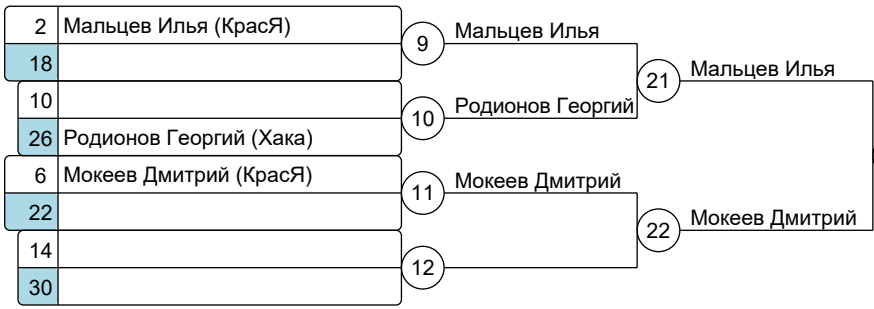 2 Мальцев Илья (КрасЯ)
18
9 Мальцев Илья
10
26 Родионов Георгий (Хака)
10 Родионов Георгий
21 Мальцев Илья
6 Мокеев Дмитрий (КрасЯ)
22
11 Мокеев Дмитрий
14
30
12
22 Мокеев Дмитрий